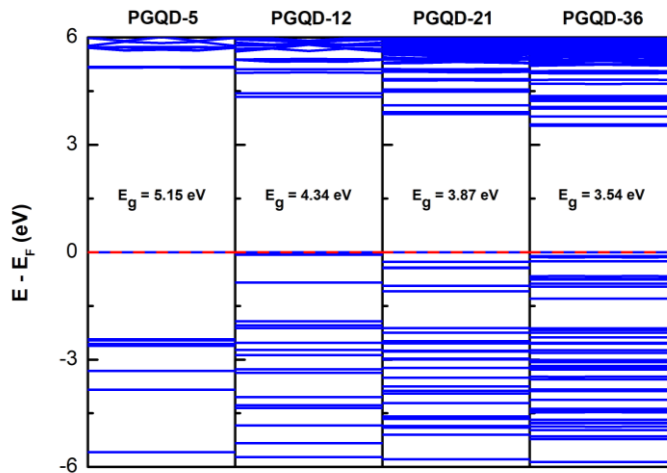 PGQD-5 PGQD-12 PGQD-21 PGQD-36
6
3
E_g = 5.15 eV E_g = 4.34 eV E_g = 3.87 eV E_g = 3.54 eV
0
-3
-6
E - E_F (eV)